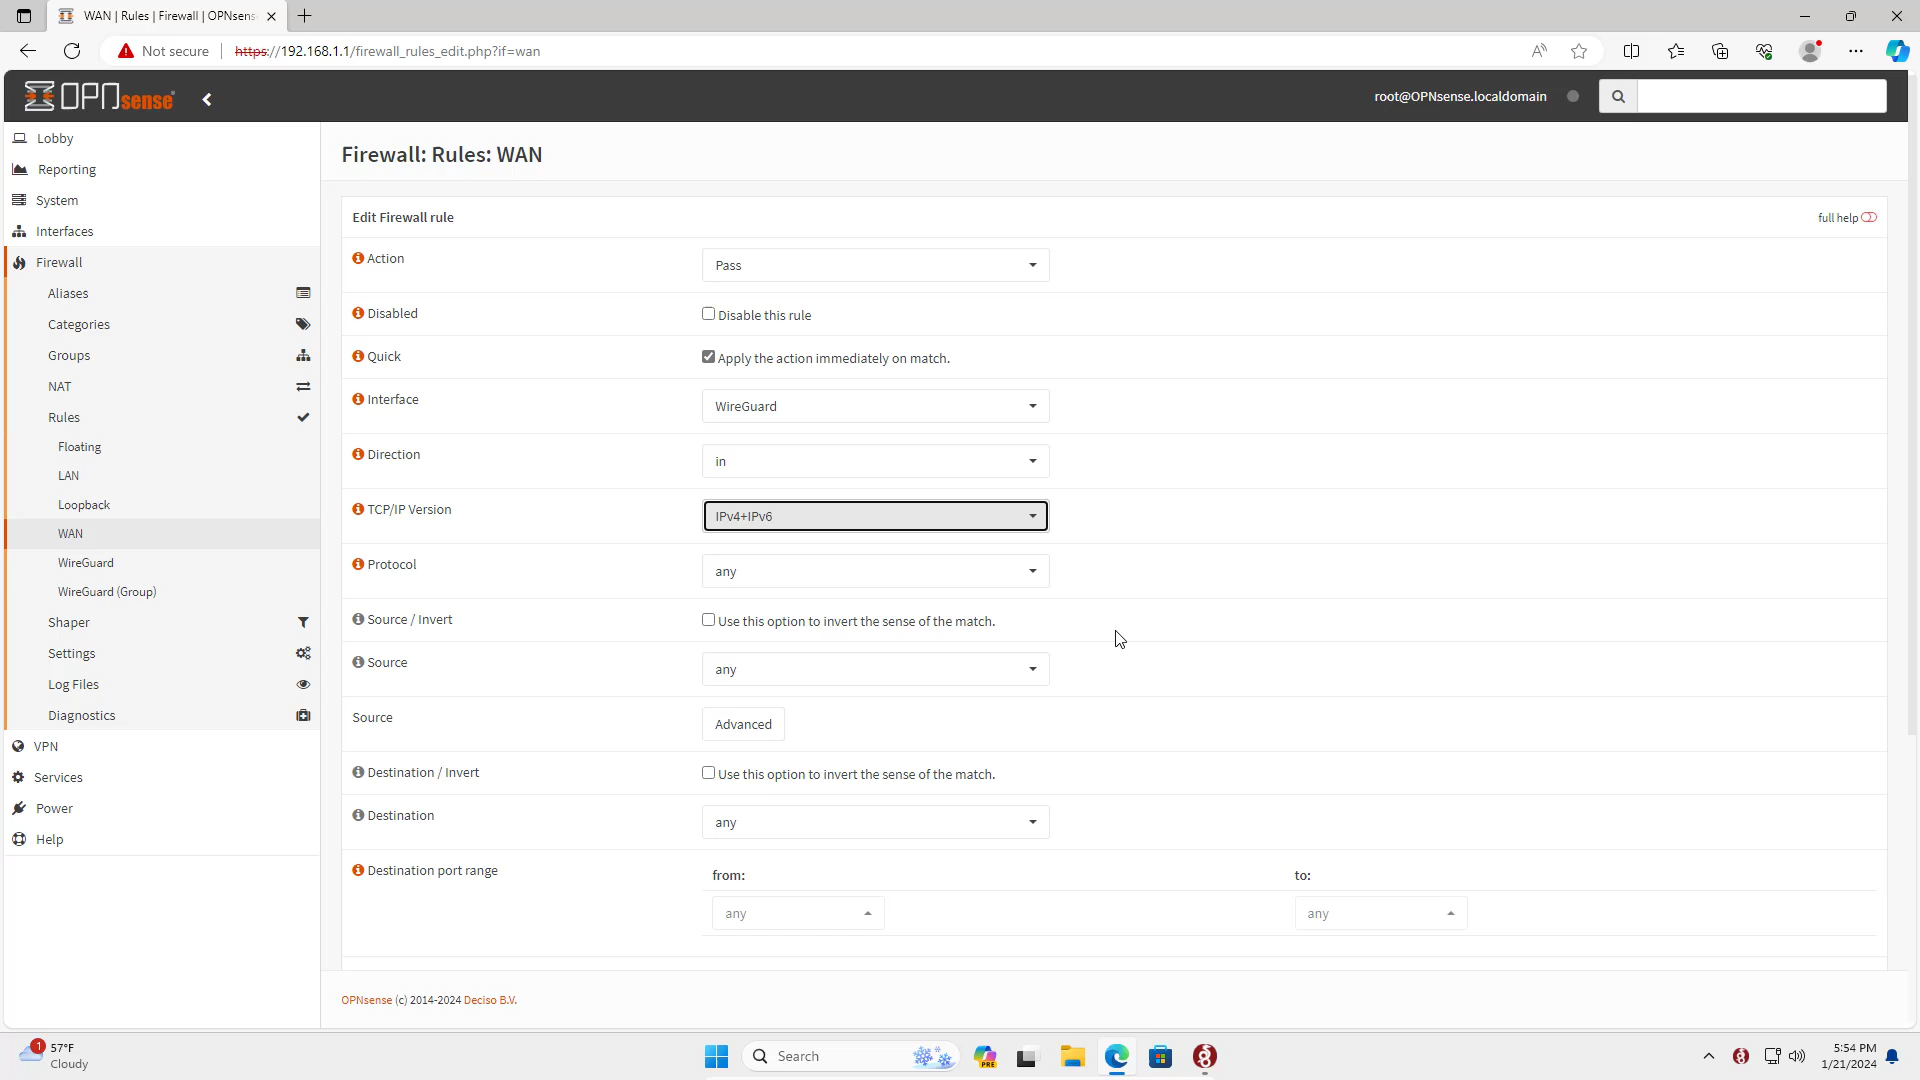 WAN | Rules | Firewall | OPNsens
Not secure
https://192.168.1.1/firewall_rules_edit.php?if=wan
OPNsense
root@OPNsense.localdomain
Lobby
Reporting
System
Interfaces
Firewall
Aliases
Categories
Groups
NAT
Rules
Floating
LAN
Loopback
WAN
WireGuard
WireGuard (Group)
Shaper
Settings
Log Files
Diagnostics
VPN
Services
Power
Help
Firewall: Rules: WAN
Edit Firewall rule
full help
Action
Pass
Disabled
Disable this rule
Quick
Apply the action immediately on match.
Interface
WireGuard
Direction
in
TCP/IP Version
IPv4+IPv6
Protocol
any
Source / Invert
Use this option to invert the sense of the match.
Source
any
Source
Advanced
Destination / Invert
Use this option to invert the sense of the match.
Destination
any
Destination port range
from:
to:
any
any
OPNsense (c) 2014-2024 Deciso B.V.
1
57°F
Cloudy
Search
PRE
5:54 PM
1/21/2024